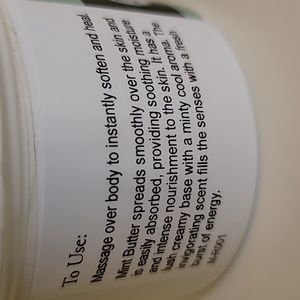 To Use:
Massage over body to instantly soften and heal.
Mint Butter spreads smoothly over the skin and
is easily absorbed, providing soothing moisture
and intense nourishment to the skin. It has a
lush creamy base with a minty cool aroma. The
invigorating scent fills the senses with a fresh
burst of energy.